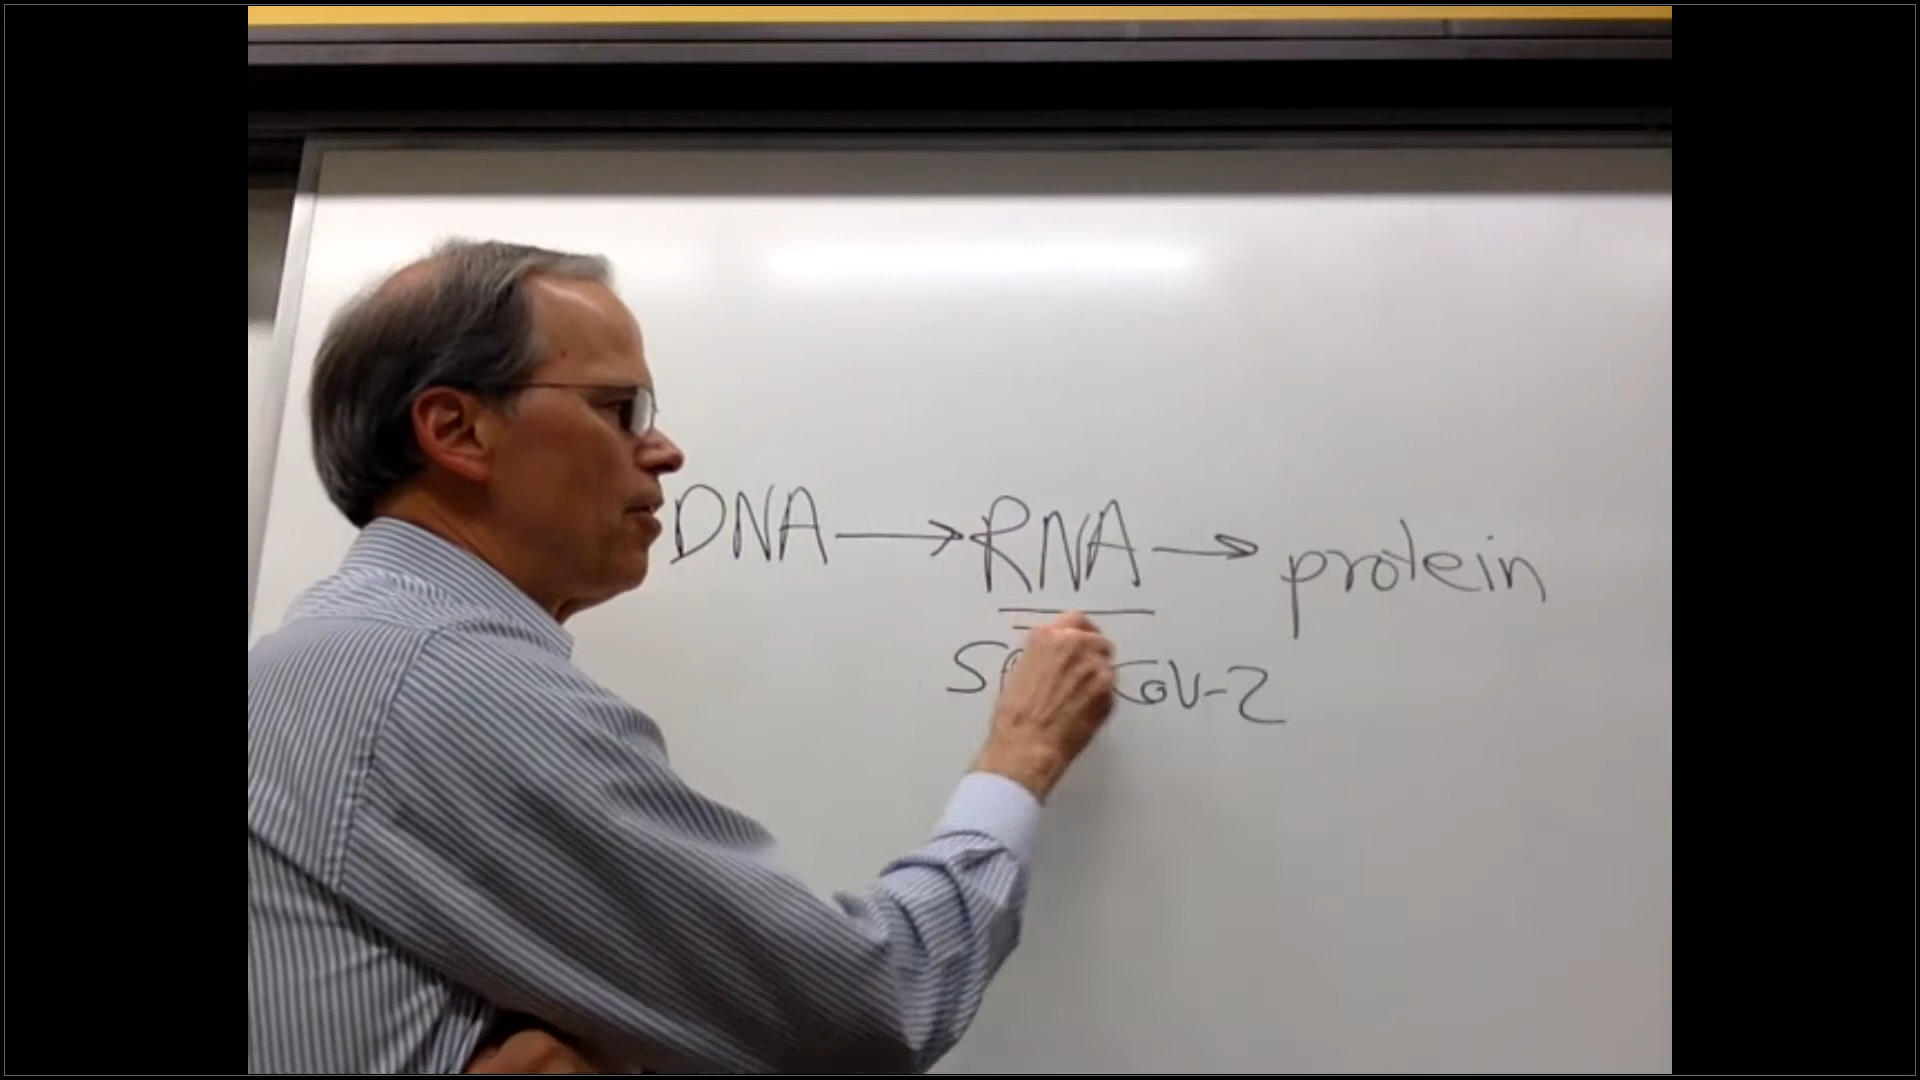 DNA → RNA → protein
CoV-2